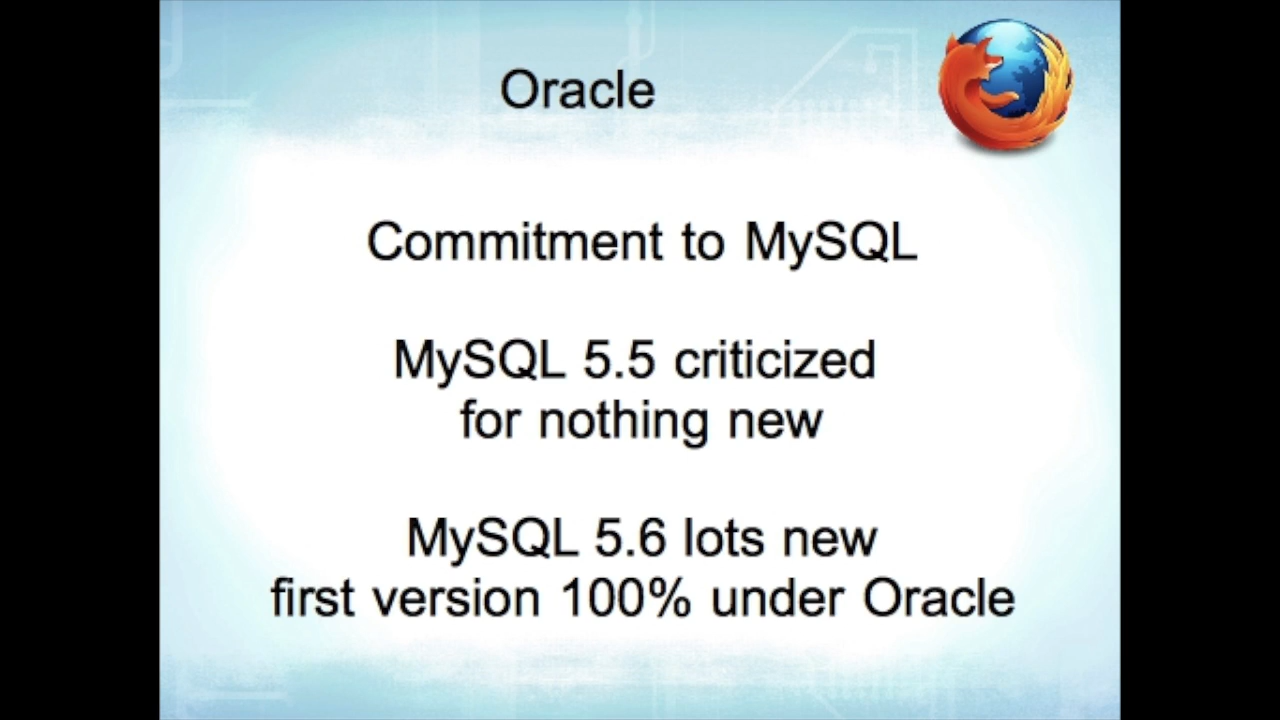 Oracle
Commitment to MySQL
MySQL 5.5 criticized
for nothing new
MySQL 5.6 lots new
first version 100% under Oracle